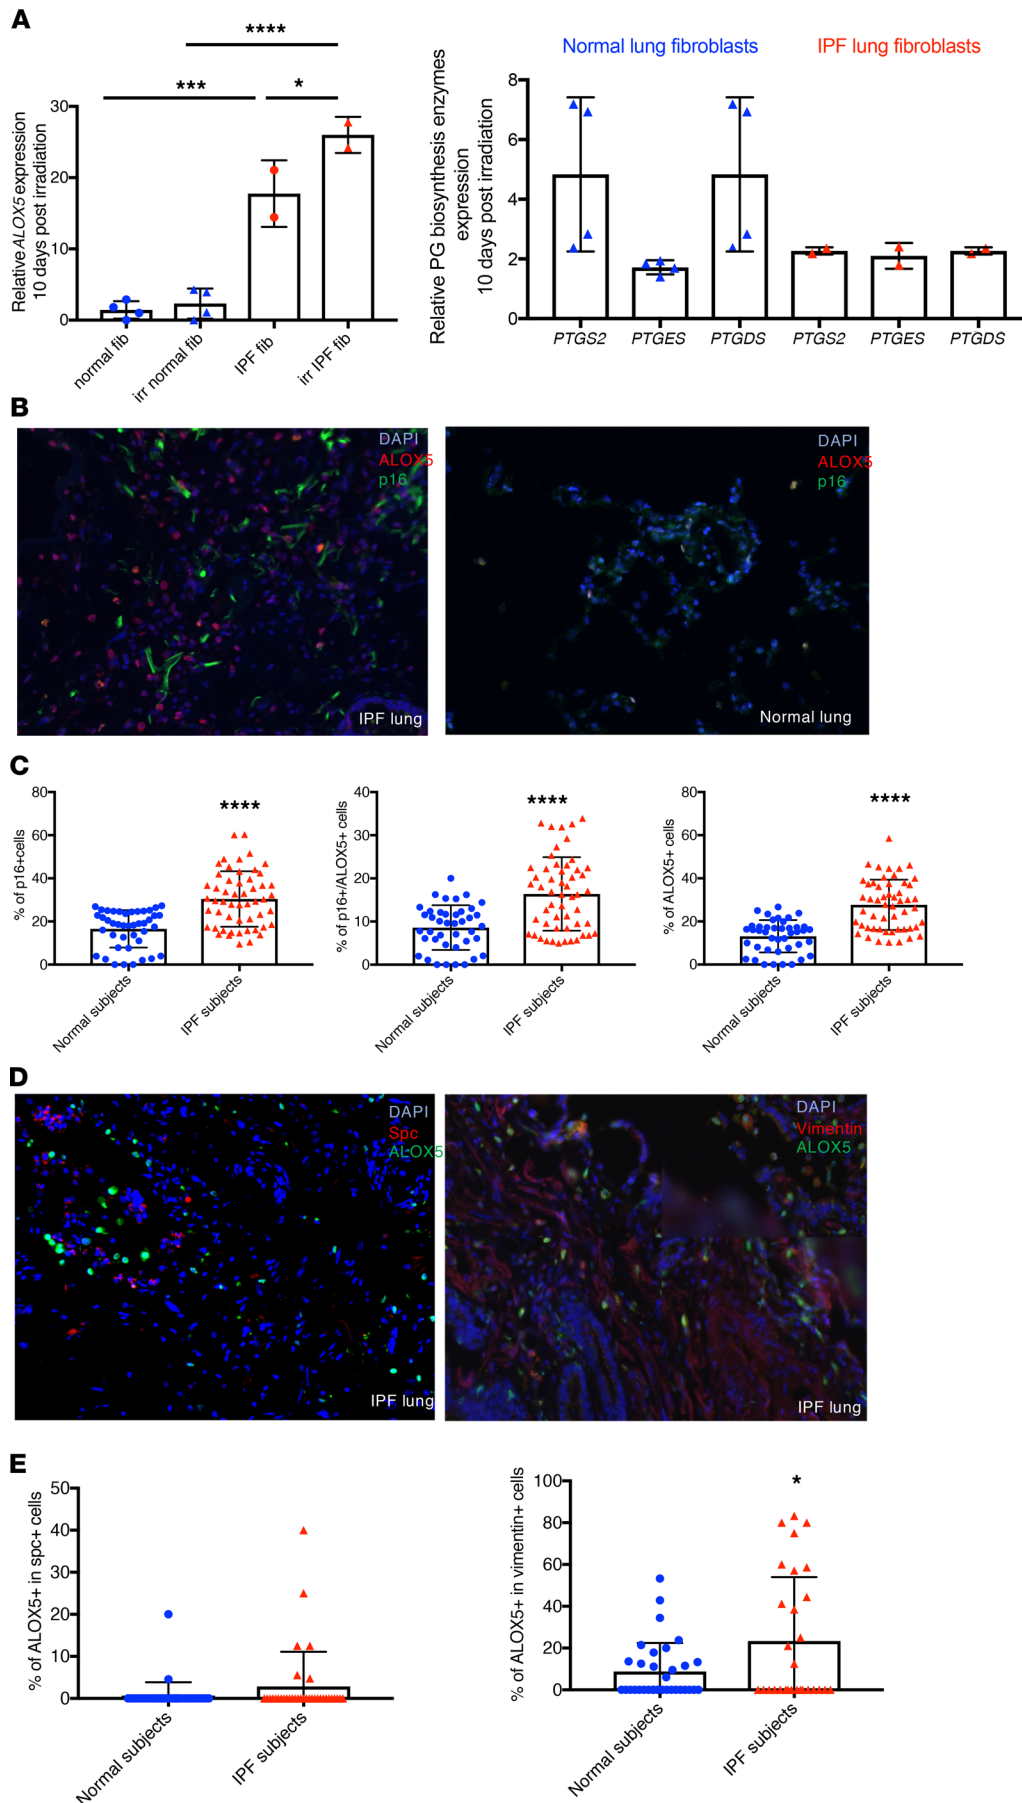 A
****
***
*
Relative ALOX5 expression
10 days post irradiation
30
20
10
0
normal fib
irr normal fib
IPF fib
irr IPF fib
Normal lung fibroblasts
IPF lung fibroblasts
Relative PG biosynthesis enzymes
expression
10 days post irradiation
8
6
4
2
0
PTGS2
PTGES
PTGDS
PTGS2
PTGES
PTGDS
B
DAPI
ALOX5
p16
IPF lung
DAPI
ALOX5
p16
Normal lung
C
% of p16+cells
80
60
40
20
0
****
Normal subjects
IPF subjects
% of p16+/ALOX5+ cells
40
30
20
10
0
****
Normal subjects
IPF subjects
% of ALOX5+ cells
80
60
40
20
0
****
Normal subjects
IPF subjects
D
DAPI
Spc
ALOX5
IPF lung
DAPI
Vimentin
ALOX5
IPF lung
E
% of ALOX5+ in spc+ cells
50
40
30
20
10
0
Normal subjects
IPF subjects
% of ALOX5+ in vimentin+ cells
100
80
60
40
20
0
*
Normal subjects
IPF subjects